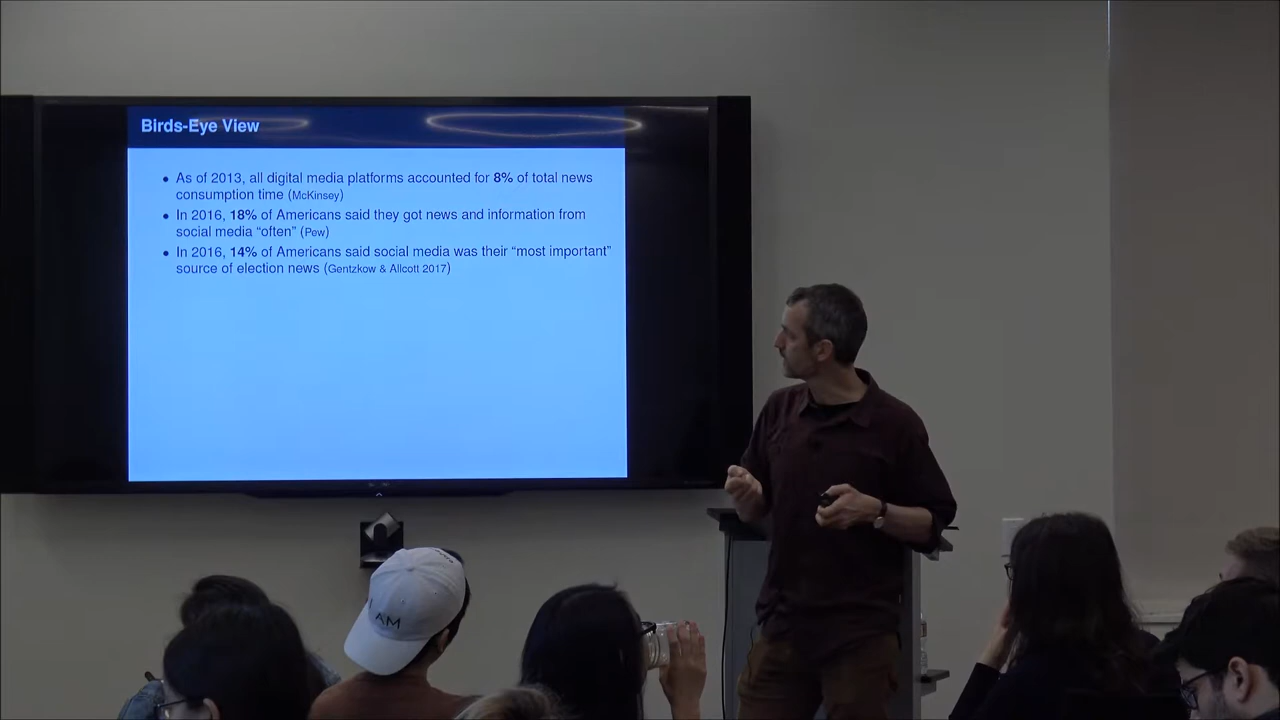 Birds-Eye View
• As of 2013, all digital media platforms accounted for 8% of total news
consumption time (McKinsey)
• In 2016, 18% of Americans said they got news and information from
social media “often” (Pew)
• In 2016, 14% of Americans said social media was their “most important”
source of election news (Gentzkow & Allcott 2017)
AM